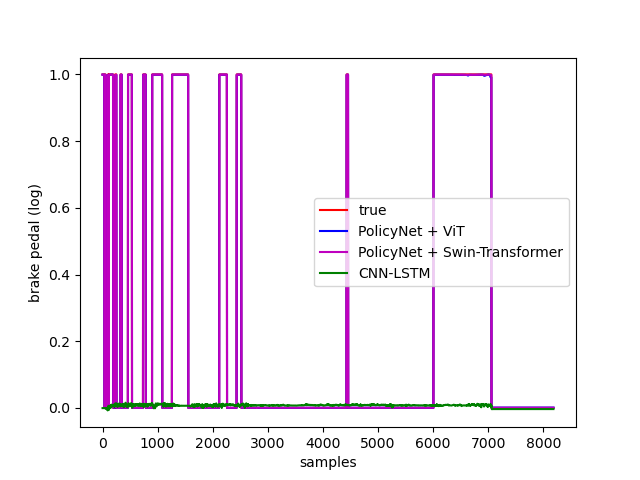 1.0
0.8
0.6
0.4
0.2
0.0
brake pedal (log)
true
PolicyNet + ViT
PolicyNet + Swin-Transformer
CNN-LSTM
0 1000 2000 3000 4000 5000 6000 7000 8000
samples